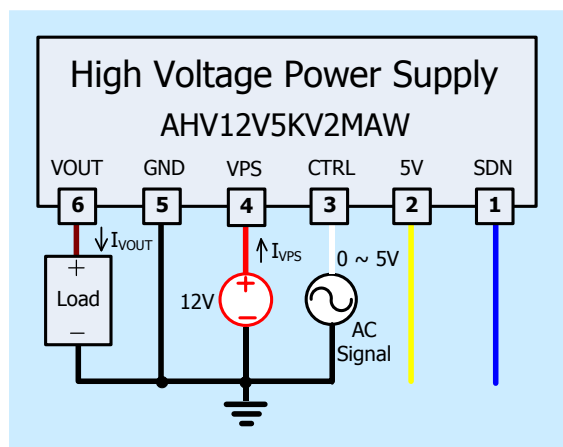 High Voltage Power Supply
AHV12V5KV2MAW
VOUT GND VPS CTRL 5V SDN
6 5 4 3 2 1
IVOUT IVPS 0 ~ 5V
+
Load
−
12V
+
−
AC
Signal